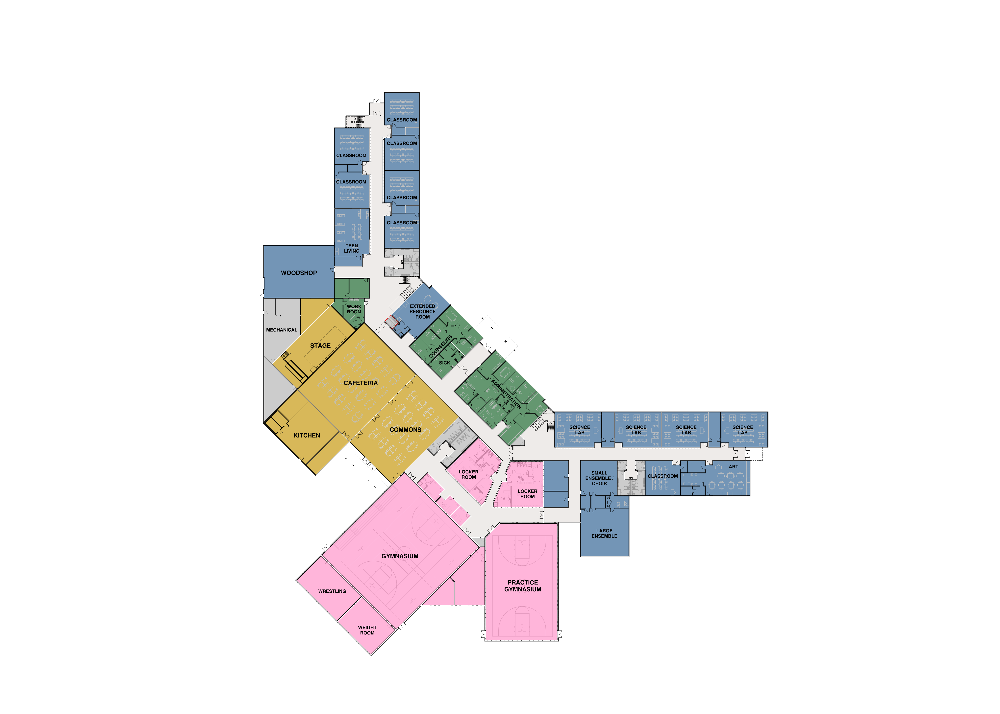 CLASSROOM
CLASSROOM
CLASSROOM
CLASSROOM
CLASSROOM
CLASSROOM
TEEN
LIVING
WOODSHOP
WORK
ROOM
EXTENDED
RESOURCE
ROOM
MECHANICAL
STAGE
COUNSELING
SICK
CAFETERIA
ADMINISTRATION
COMMONS
KITCHEN
SCIENCE
LAB
SCIENCE
LAB
SCIENCE
LAB
SCIENCE
LAB
LOCKER
ROOM
LOCKER
ROOM
SMALL
ENSEMBLE /
CHOIR
CLASSROOM
ART
LARGE
ENSEMBLE
GYMNASIUM
PRACTICE
GYMNASIUM
WRESTLING
WEIGHT
ROOM